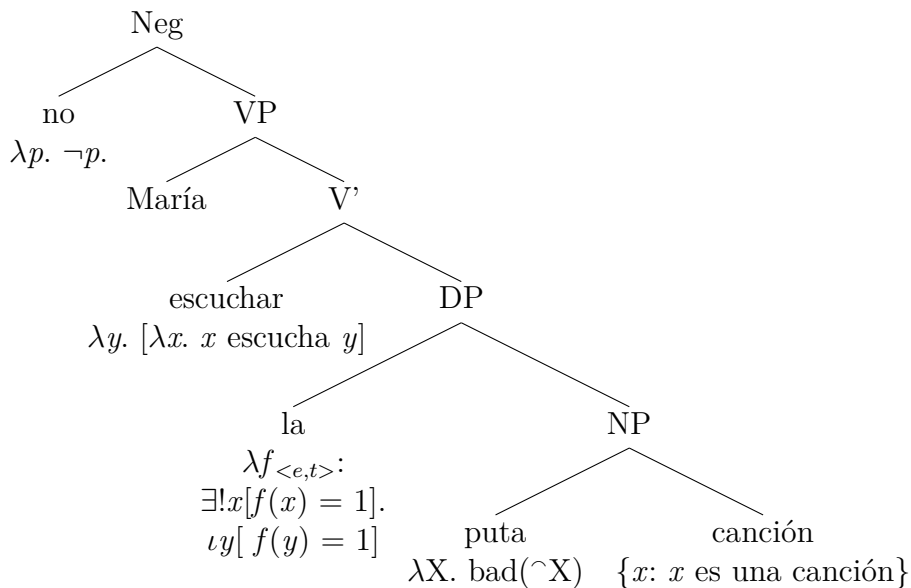 Neg
no VP
λp. ¬p.
María V'
escuchar DP
λy. [λx. x escucha y]
la NP
λf<e,t>:
∃!x[f(x) = 1].
ιy[ f(y) = 1]
puta canción
λX. bad(⌢X) {x: x es una canción}